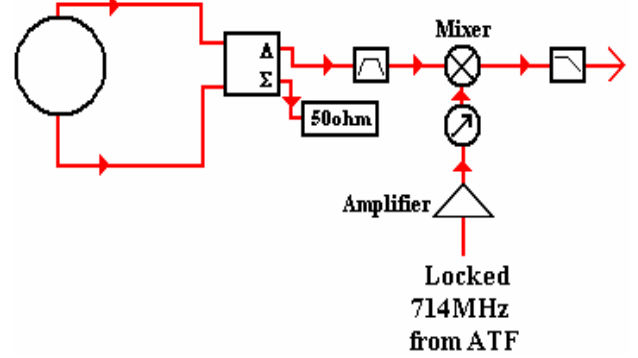 Mixer
Δ
Σ
50ohm
Amplifier
Locked
714MHz
from ATF